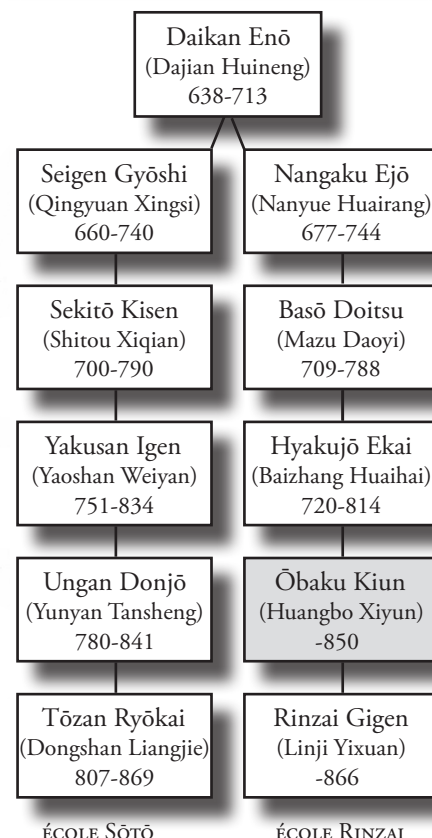 Daikan Enō
(Dajian Huineng)
638-713
Seigen Gyōshi
(Qingyuan Xingsi)
660-740
Nangaku Ejō
(Nanyue Huairang)
677-744
Sekitō Kisen
(Shitou Xiqian)
700-790
Basō Doitsu
(Mazu Daoyi)
709-788
Yakusan Igen
(Yaoshan Weiyan)
751-834
Hyakujō Ekai
(Baizhang Huaihai)
720-814
Ungan Donjō
(Yunyan Tansheng)
780-841
Ōbaku Kiun
(Huangbo Xiyun)
-850
Tōzan Ryōkai
(Dongshan Liangjie)
807-869
Rinzai Gigen
(Linji Yixuan)
-866
ÉCOLE SŌTŌ
ÉCOLE RINZAI